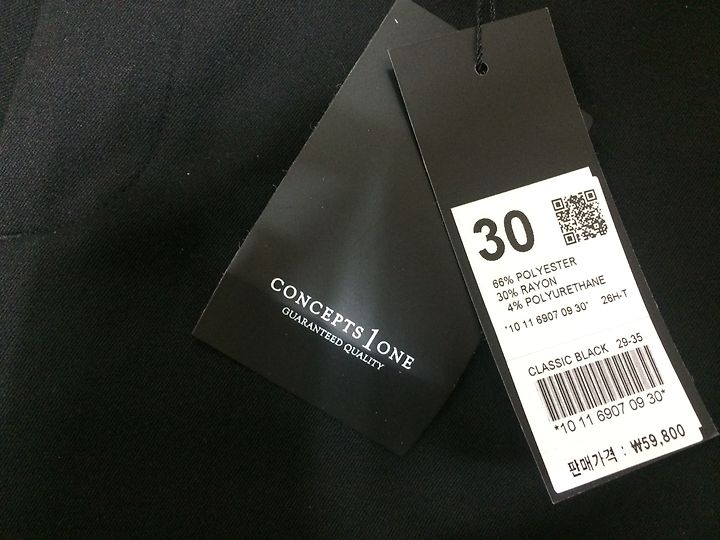 CONCEPTS 1 ONE
GUARANTEED QUALITY
30
66% POLYESTER
30% RAYON
4% POLYURETHANE
*10 11 6907 09 30* 26H-T
CLASSIC BLACK 29-35
*10 11 6907 09 30*
판매가격 : ₩59,800